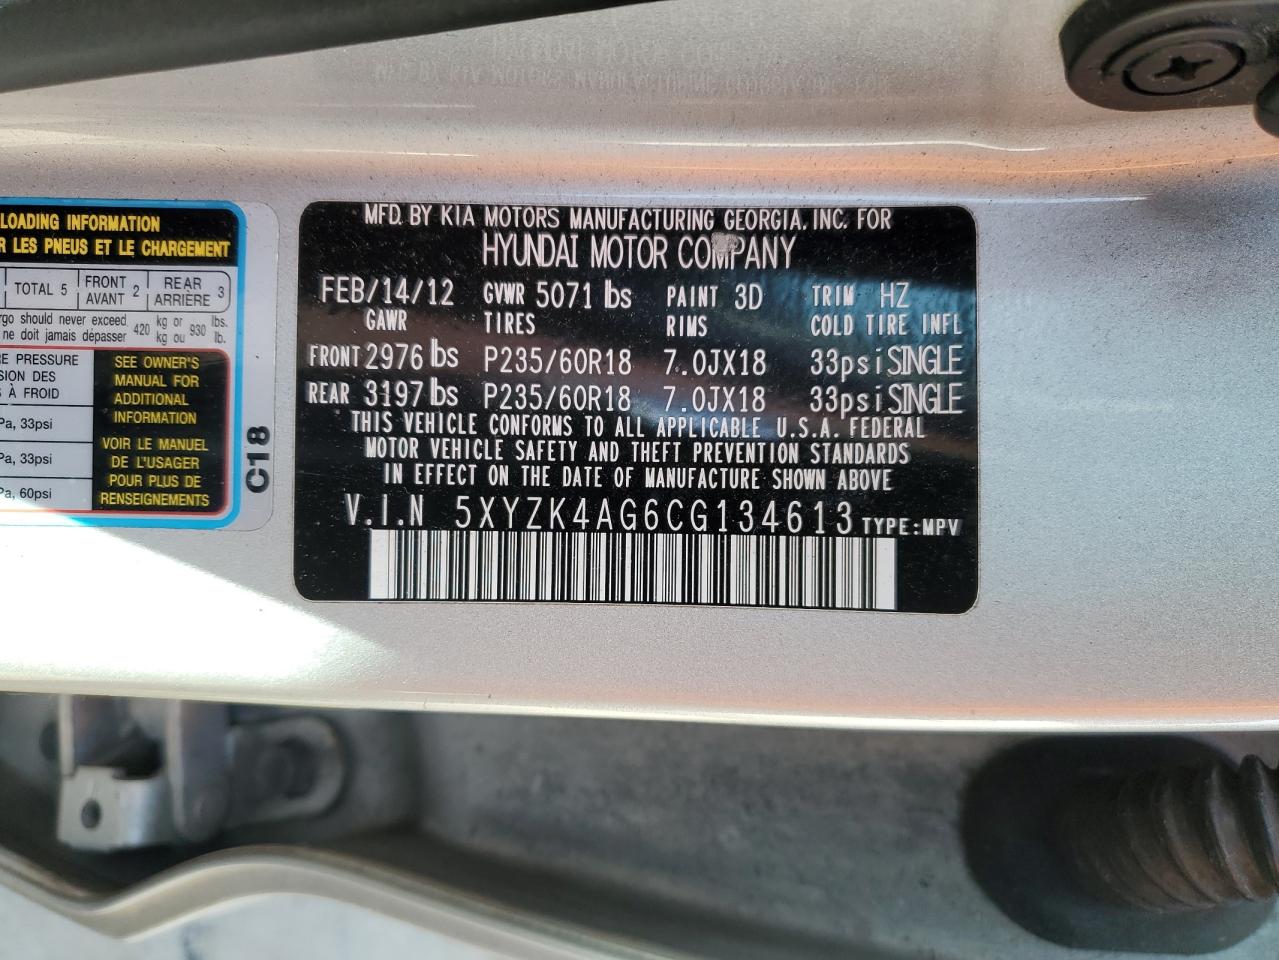 LOADING INFORMATION
R LES PNEUS ET LE CHARGEMENT
TOTAL 5
FRONT
AVANT 2
REAR
ARRIÈRE 3
rgo should never exceed 420 kg or 930 lbs.
ne doit jamais dépasser kg ou lb.
RE PRESSURE
SION DES
À FROID
Pa, 33psi
Pa, 33psi
Pa, 60psi
SEE OWNER'S
MANUAL FOR
ADDITIONAL
INFORMATION
VOIR LE MANUEL
DE L'USAGER
POUR PLUS DE
RENSEIGNEMENTS
C18
MFD. BY KIA MOTORS MANUFACTURING GEORGIA, INC. FOR
HYUNDAI MOTOR COMPANY
FEB/14/12 GVWR 5071 lbs PAINT 3D TRIM HZ
GAWR TIRES RIMS COLD TIRE INFL
FRONT 2976 lbs P235/60R18 7.0JX18 33psi SINGLE
REAR 3197 lbs P235/60R18 7.0JX18 33psi SINGLE
THIS VEHICLE CONFORMS TO ALL APPLICABLE U.S.A. FEDERAL
MOTOR VEHICLE SAFETY AND THEFT PREVENTION STANDARDS
IN EFFECT ON THE DATE OF MANUFACTURE SHOWN ABOVE
V.I.N 5XYZK4AG6CG134613 TYPE:MPV